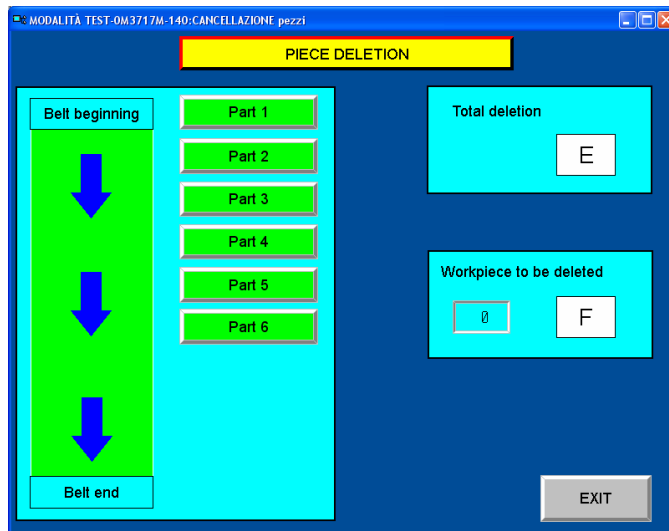 MODALITÀ TEST-0M3717M-140:CANCELLAZIONE pezzi
PIECE DELETION
Belt beginning
Part 1
Part 2
Part 3
Part 4
Part 5
Part 6
Belt end
Total deletion
E
Workpiece to be deleted
0
F
EXIT